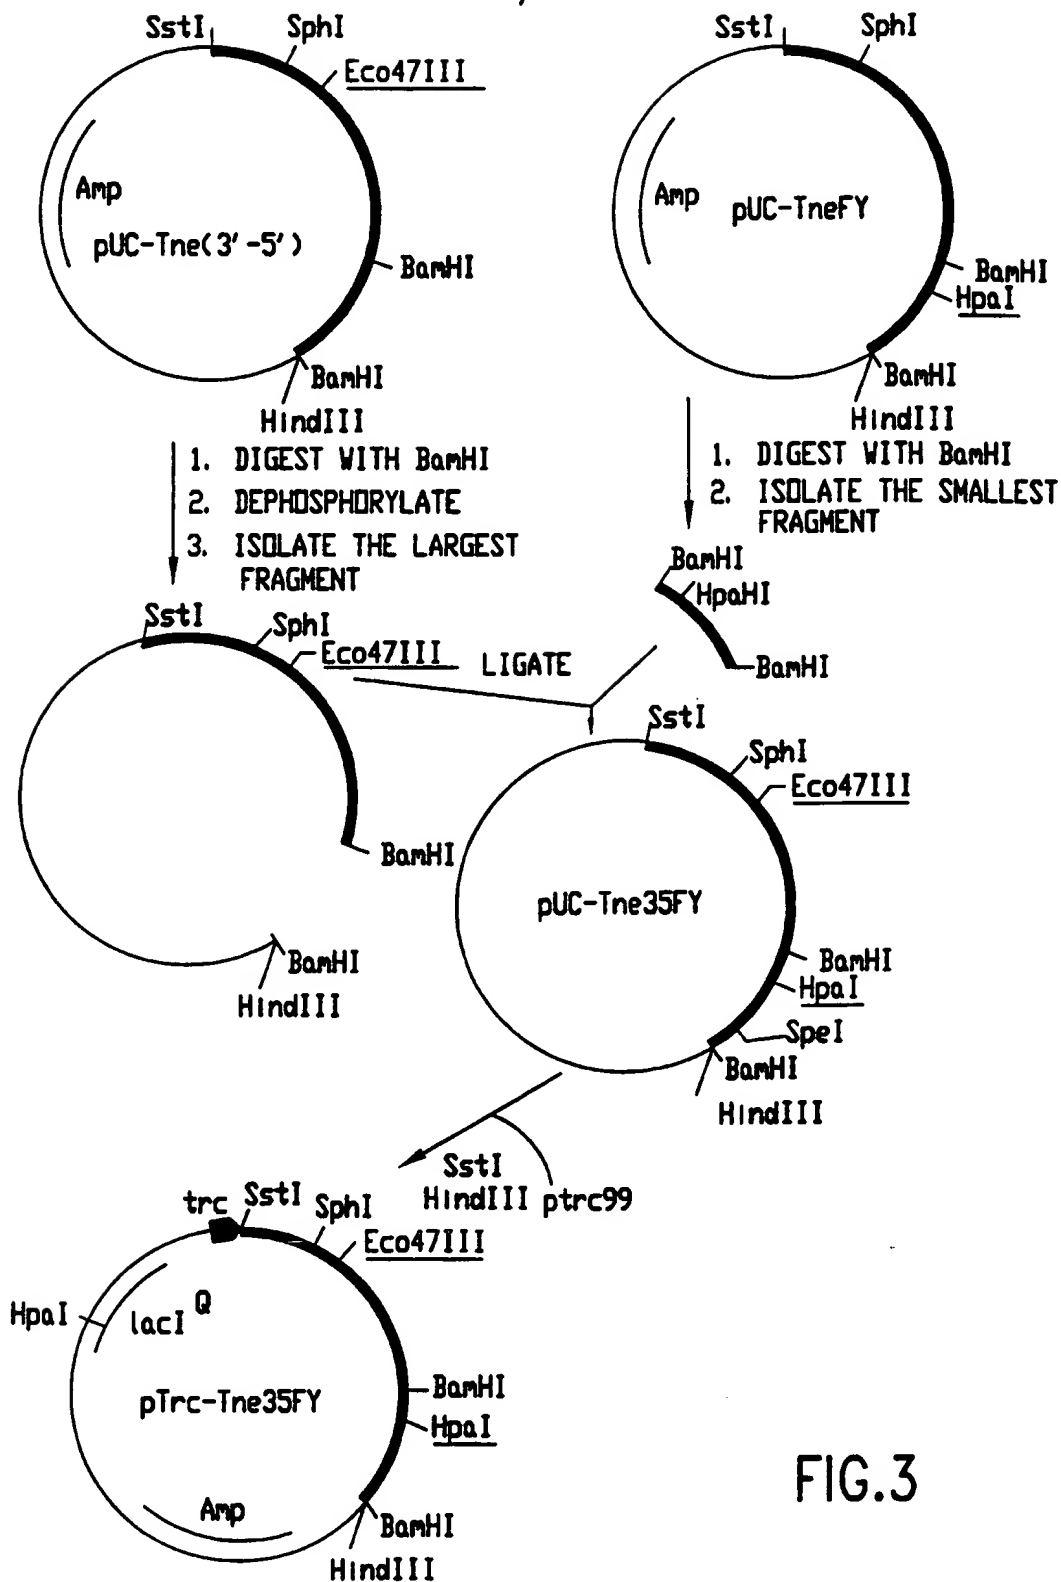 SstI
SphI
Eco47III
Amp
pUC-Tne(3'-5')
BamHI
BamHI
HindIII
SstI
SphI
Amp
pUC-TneFY
BamHI
HpaI
BamHI
HindIII
1. DIGEST WITH BamHI
2. DEPHOSPHORYLATE
3. ISOLATE THE LARGEST
FRAGMENT
1. DIGEST WITH BamHI
2. ISOLATE THE SMALLEST
FRAGMENT
BamHI
HpaHI
BamHI
SstI
SphI
Eco47III
LIGATE
BamHI
BamHI
HindIII
SstI
SphI
Eco47III
pUC-Tne35FY
BamHI
HpaI
SpeI
BamHI
HindIII
SstI
HindIII
ptrc99
trc
SstI
SphI
Eco47III
HpaI
lacI Q
pTrc-Tne35FY
BamHI
HpaI
Amp
BamHI
HindIII
FIG.3